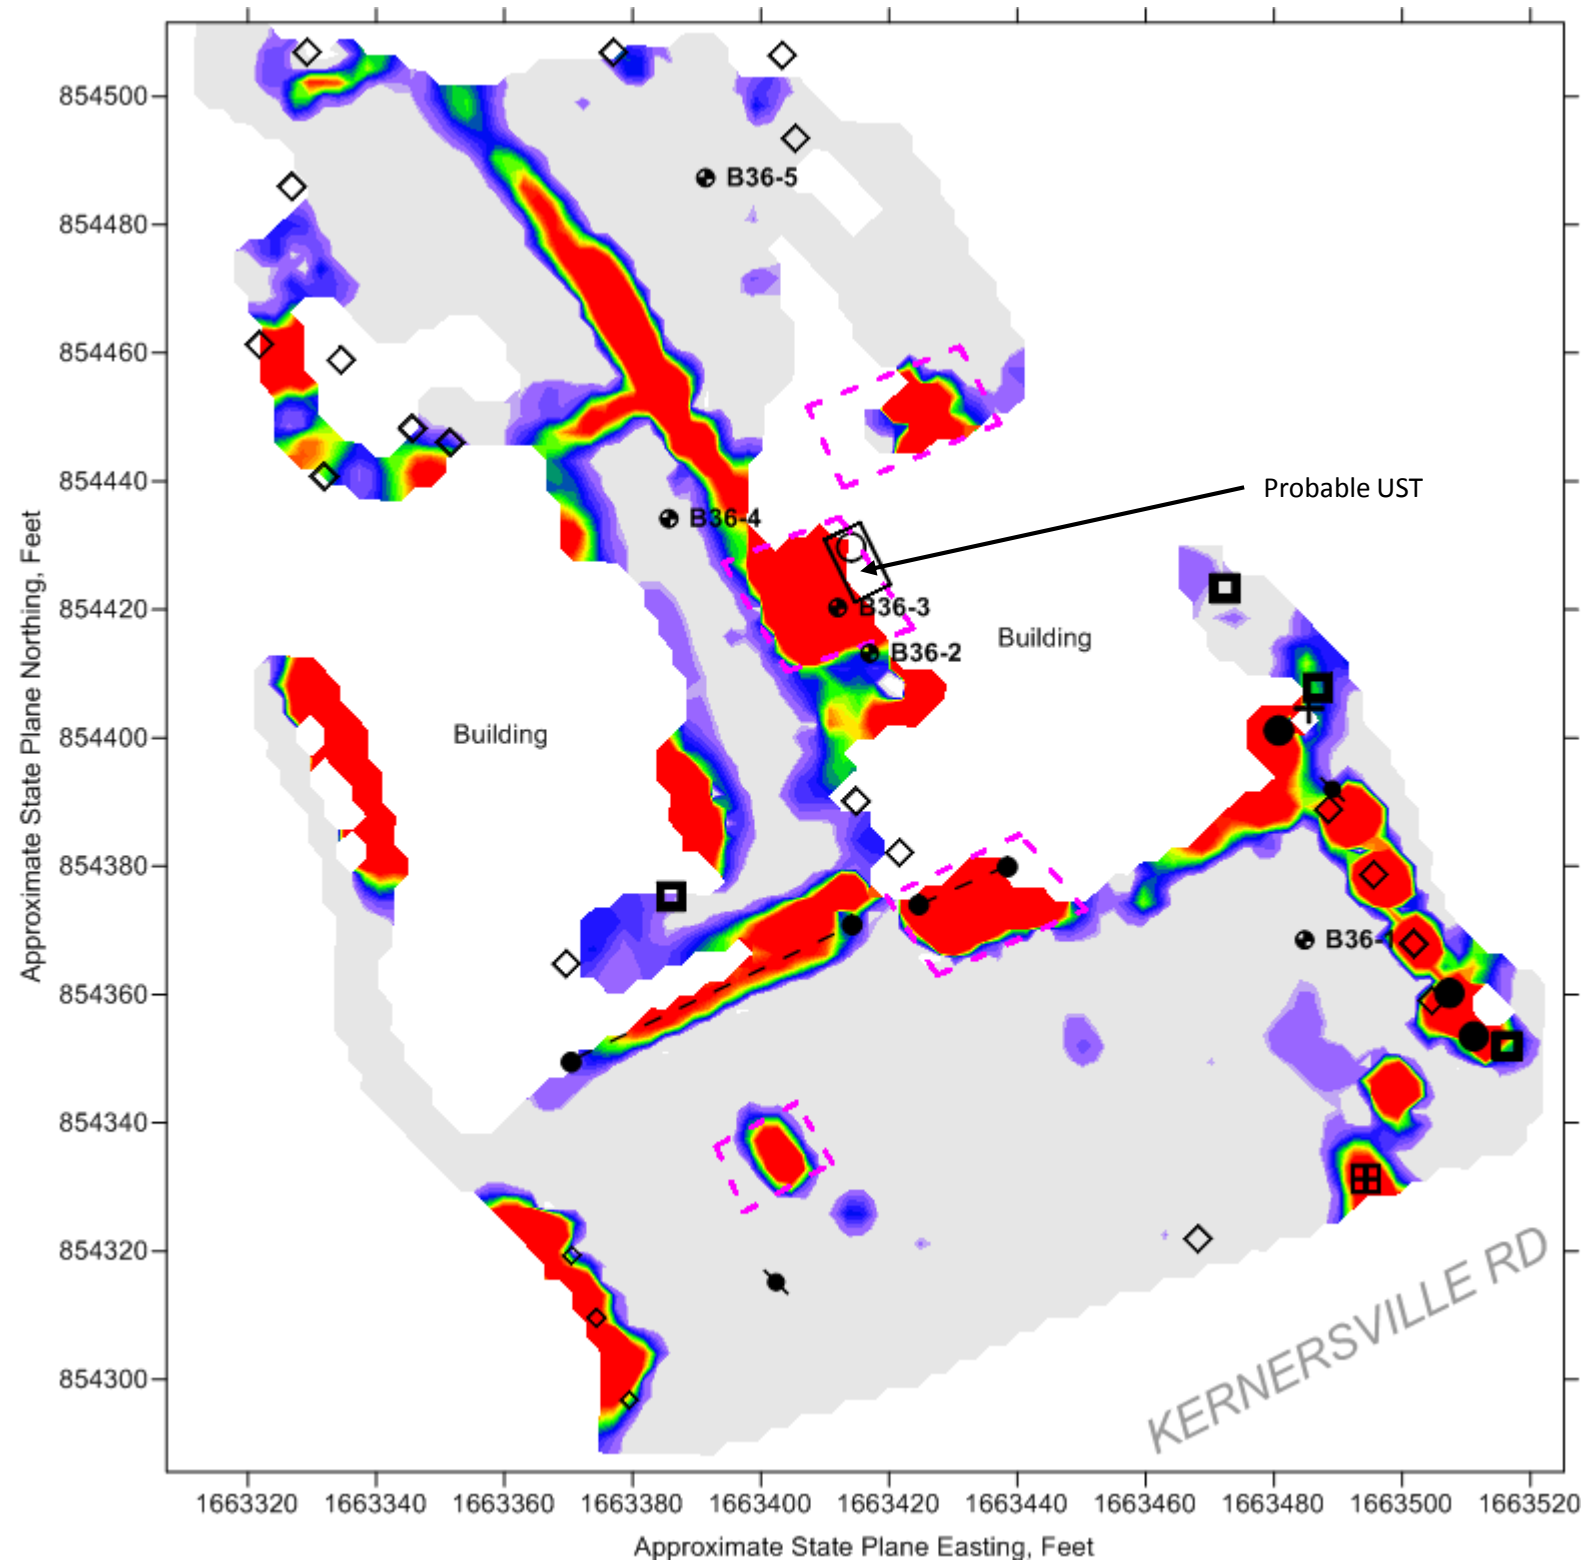 854500
B36-5
854480
854460
Probable UST
854440
B36-4
854420
B36-3
Building
B36-2
Building
854400
854380
B36-1
854360
854340
854320
854300
KERNERSVILLE RD
Approximate State Plane Northing, Feet
1663320 1663340 1663360 1663380 1663400 1663420 1663440 1663460 1663480 1663500 1663520
Approximate State Plane Easting, Feet